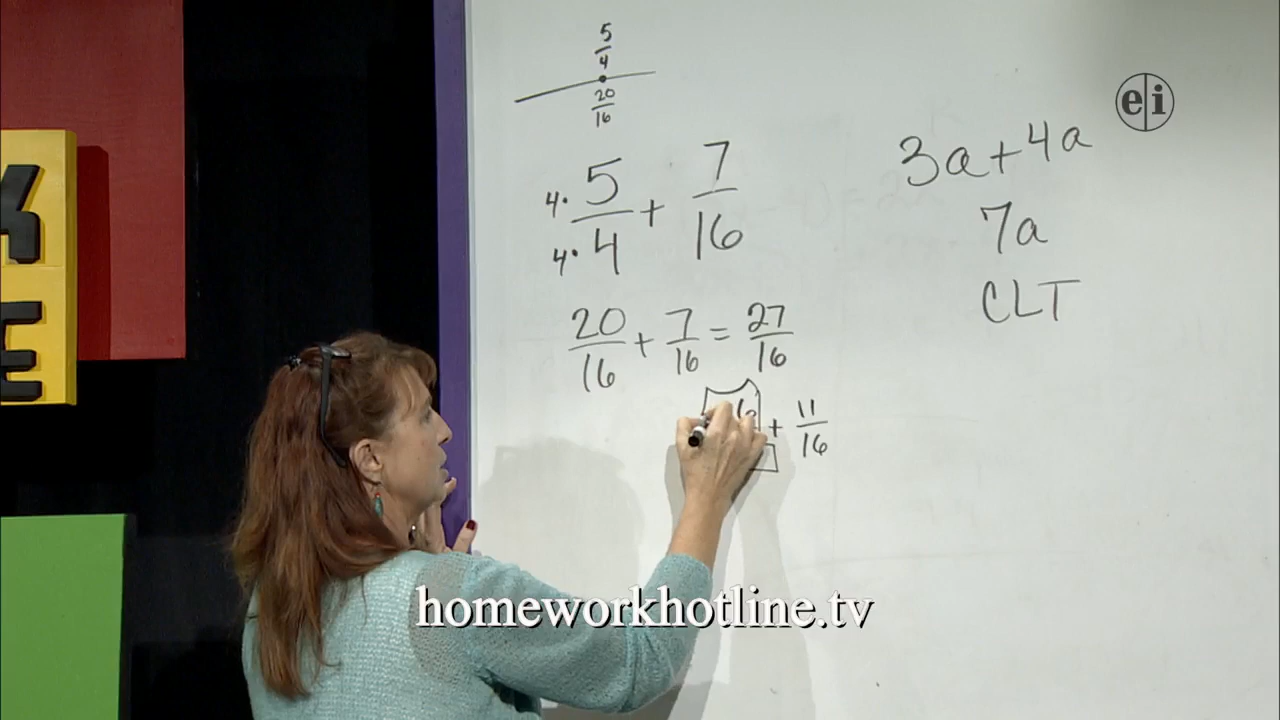 5/4
20/16
4· 5/4 + 7/16
4·
20/16 + 7/16 = 27/16
+ 11/16
3a+4a
7a
CLT
e|i
homeworkhotline.tv